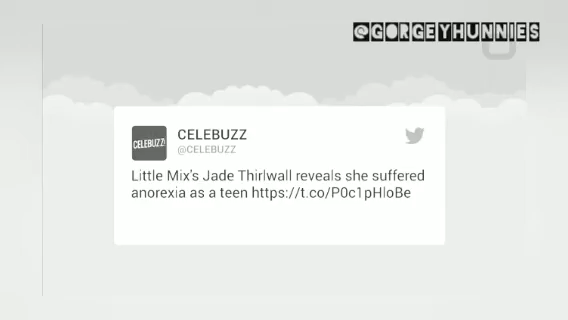 @GORGEYHUNNIES
CELEBUZZ!
CELEBUZZ
@CELEBUZZ
Little Mix's Jade Thirlwall reveals she suffered
anorexia as a teen https://t.co/P0c1pHloBe